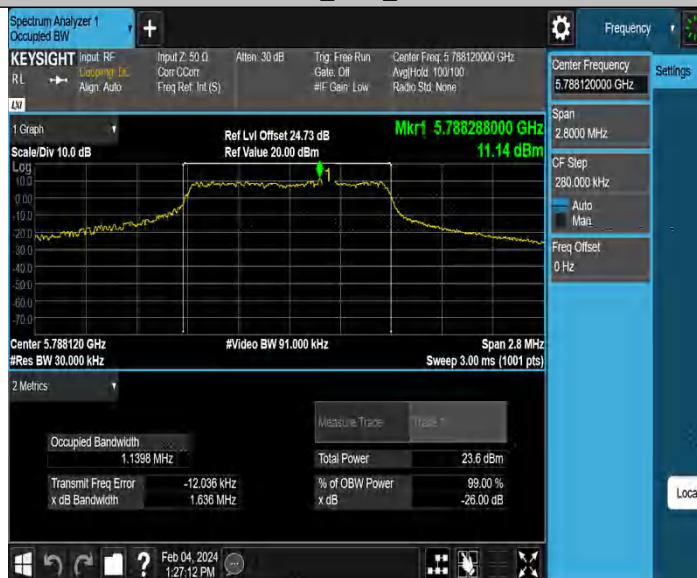 Spectrum Analyzer 1
Occupied BW
+
Frequency
KEYSIGHT
RL
LXI
Input: RF
Coupling: DC
Align: Auto
Input Z: 50 Ω
Corr CCorr
Freq Ref: Int (S)
Atten: 30 dB
Trig: Free Run
Gate: Off
#IF Gain: Low
Center Freq: 5.788120000 GHz
Avg|Hold: 100/100
Radio Std: None
Center Frequency
5.788120000 GHz
Settings
Span
2.8000 MHz
CF Step
280.000 kHz
Auto
Man
Freq Offset
0 Hz
1 Graph
Scale/Div 10.0 dB
Ref Lvl Offset 24.73 dB
Ref Value 20.00 dBm
Mkr1 5.788288000 GHz
11.14 dBm
Log
10.0
0.00
-20.0
-30.0
-40.0
-50.0
-60.0
-70.0
1
Center 5.788120 GHz
#Res BW 30.000 kHz
#Video BW 91.000 kHz
Span 2.8 MHz
Sweep 3.00 ms (1001 pts)
2 Metrics
Measure Trace
Trace 1
Occupied Bandwidth
1.1398 MHz
Total Power
23.6 dBm
Transmit Freq Error
-12.036 kHz
% of OBW Power
99.00 %
x dB Bandwidth
1.636 MHz
x dB
-26.00 dB
Loca
?
Feb 04, 2024
1:27:12 PM